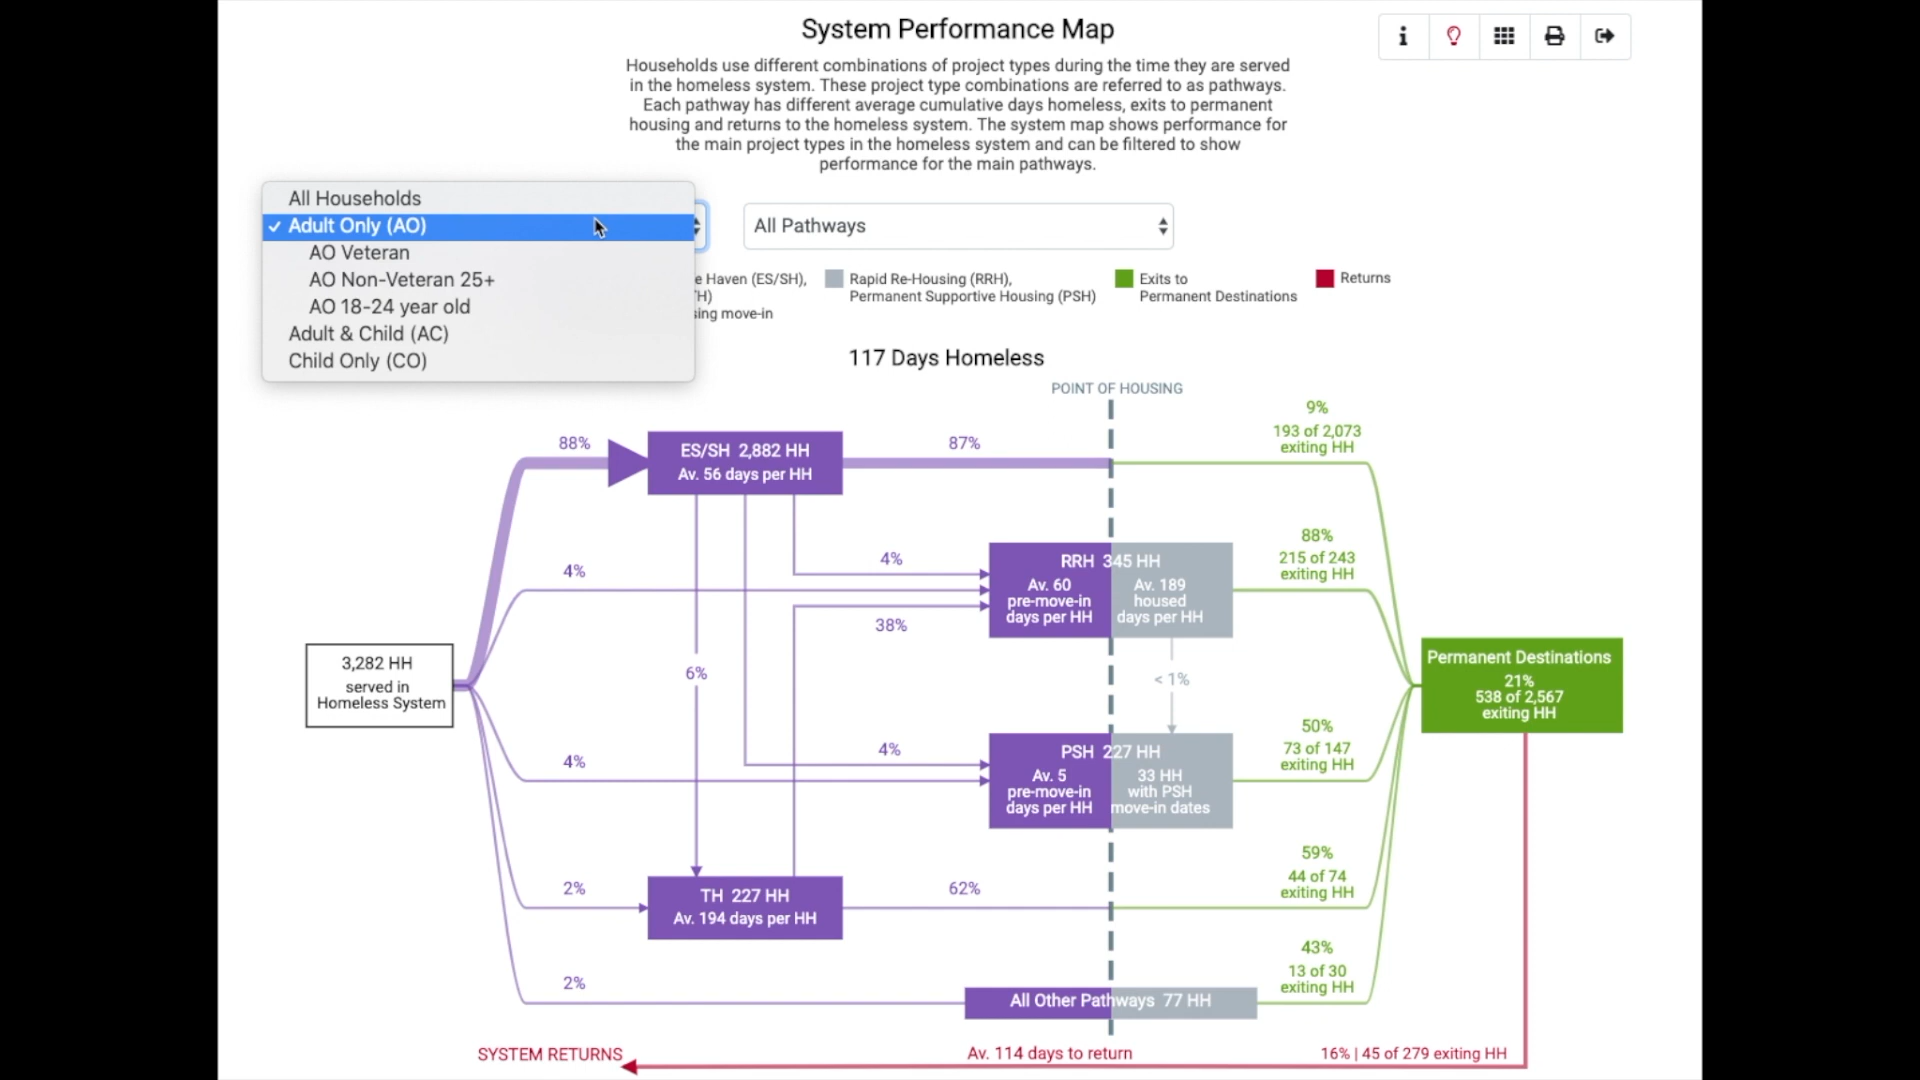 System Performance Map
Households use different combinations of project types during the time they are served
in the homeless system. These project type combinations are referred to as pathways.
Each pathway has different average cumulative days homeless, exits to permanent
housing and returns to the homeless system. The system map shows performance for
the main project types in the homeless system and can be filtered to show
performance for the main pathways.
All Households
✓ Adult Only (AO)
AO Veteran
AO Non-Veteran 25+
AO 18-24 year old
Adult & Child (AC)
Child Only (CO)
All Pathways
Haven (ES/SH),
sing move-in
Rapid Re-Housing (RRH),
Permanent Supportive Housing (PSH)
Exits to
Permanent Destinations
Returns
117 Days Homeless
POINT OF HOUSING
3,282 HH
served in
Homeless System
88%
4%
4%
2%
2%
ES/SH 2,882 HH
Av. 56 days per HH
87%
4%
38%
6%
4%
TH 227 HH
Av. 194 days per HH
62%
RRH 345 HH
Av. 60
pre-move-in
days per HH
Av. 189
housed
days per HH
< 1%
PSH 227 HH
Av. 5
pre-move-in
days per HH
33 HH
with PSH
move-in dates
All Other Pathways 77 HH
9%
193 of 2,073
exiting HH
88%
215 of 243
exiting HH
50%
73 of 147
exiting HH
59%
44 of 74
exiting HH
43%
13 of 30
exiting HH
Permanent Destinations
21%
538 of 2,567
exiting HH
SYSTEM RETURNS
Av. 114 days to return
16% | 45 of 279 exiting HH